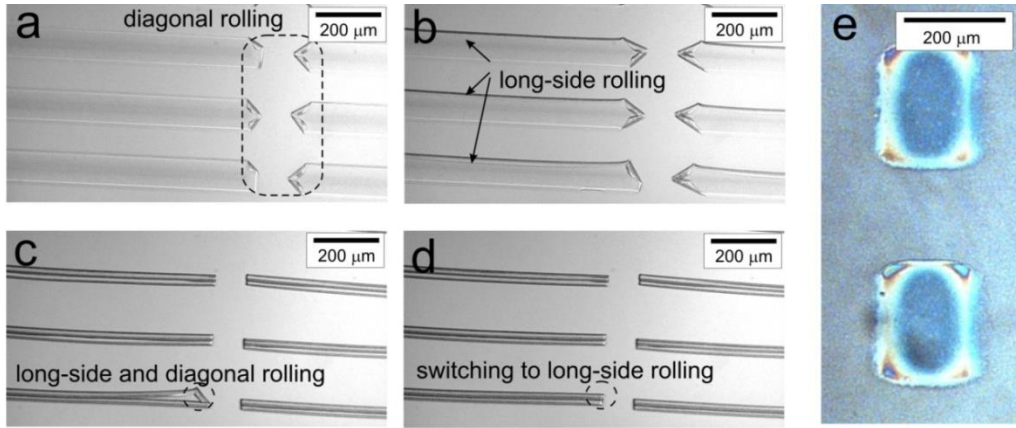 a
diagonal rolling
200 μm
b
long-side rolling
200 μm
c
200 μm
long-side and diagonal rolling
d
200 μm
switching to long-side rolling
e
200 μm